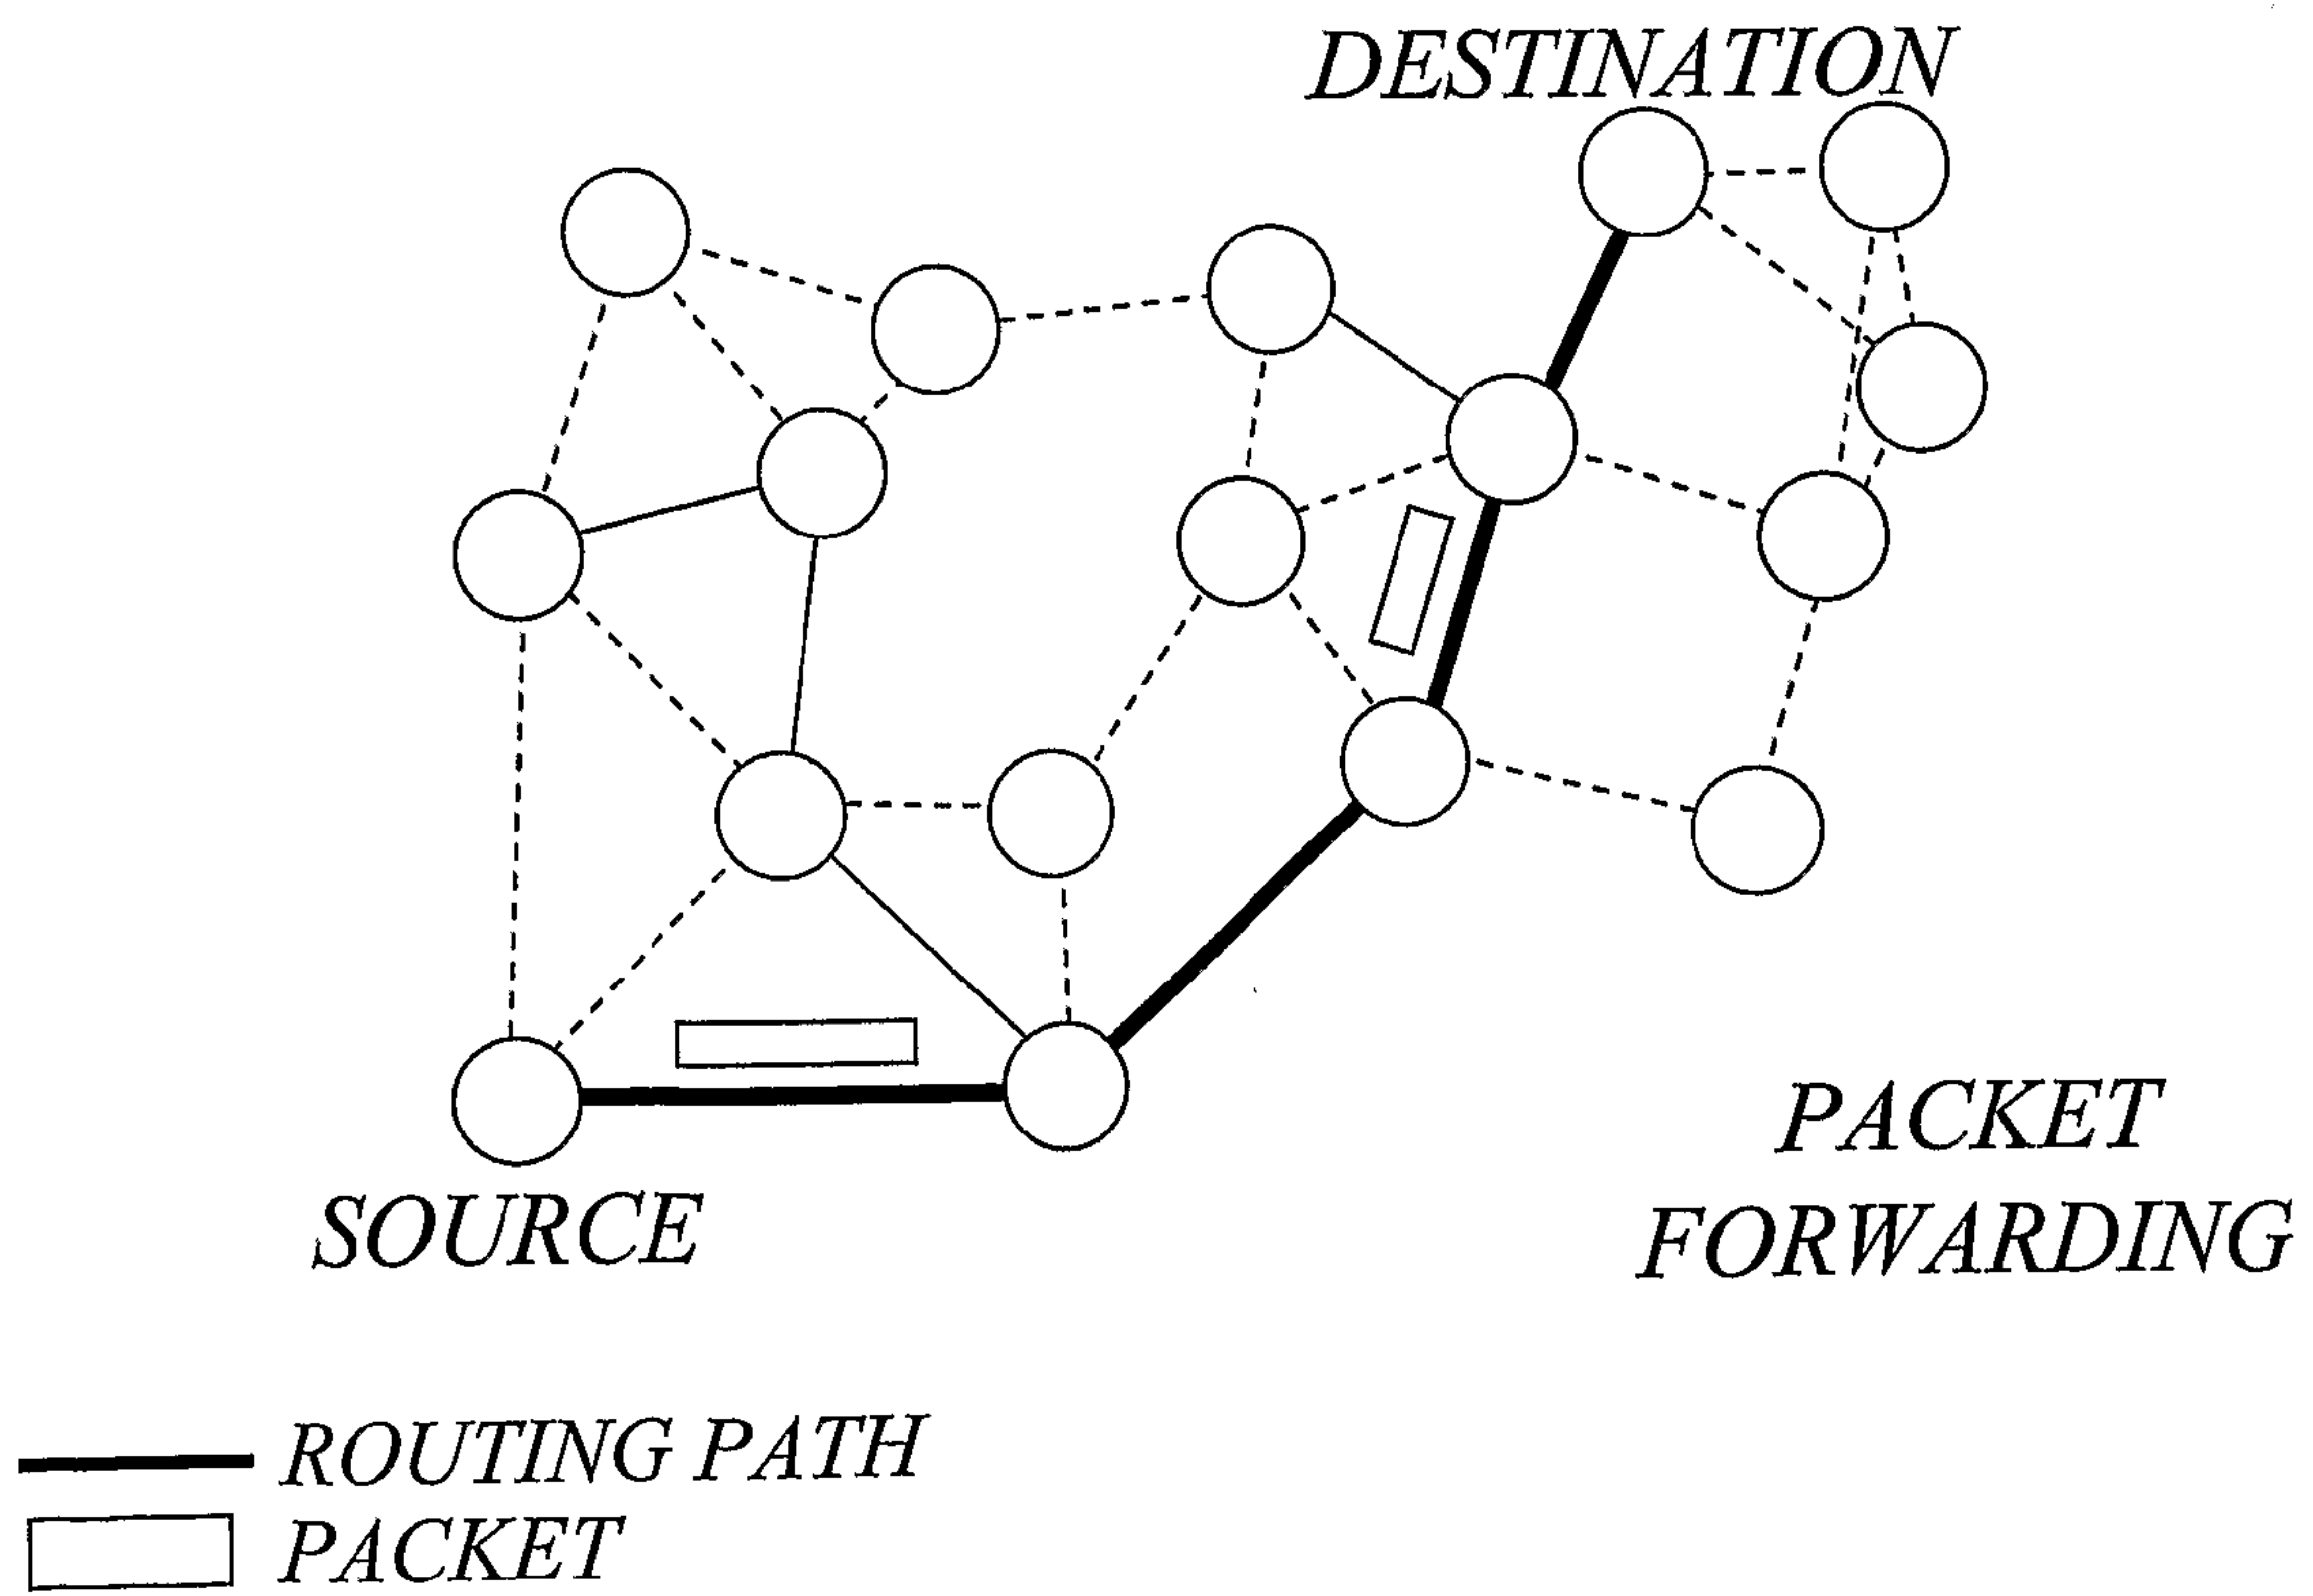 DESTINATION
SOURCE
PACKET
FORWARDING
ROUTING PATH
PACKET